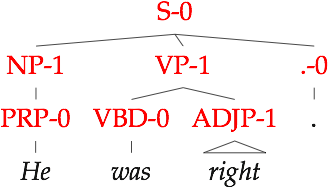 S-0
NP-1 VP-1 .-0
PRP-0 VBD-0 ADJP-1 .
He was right